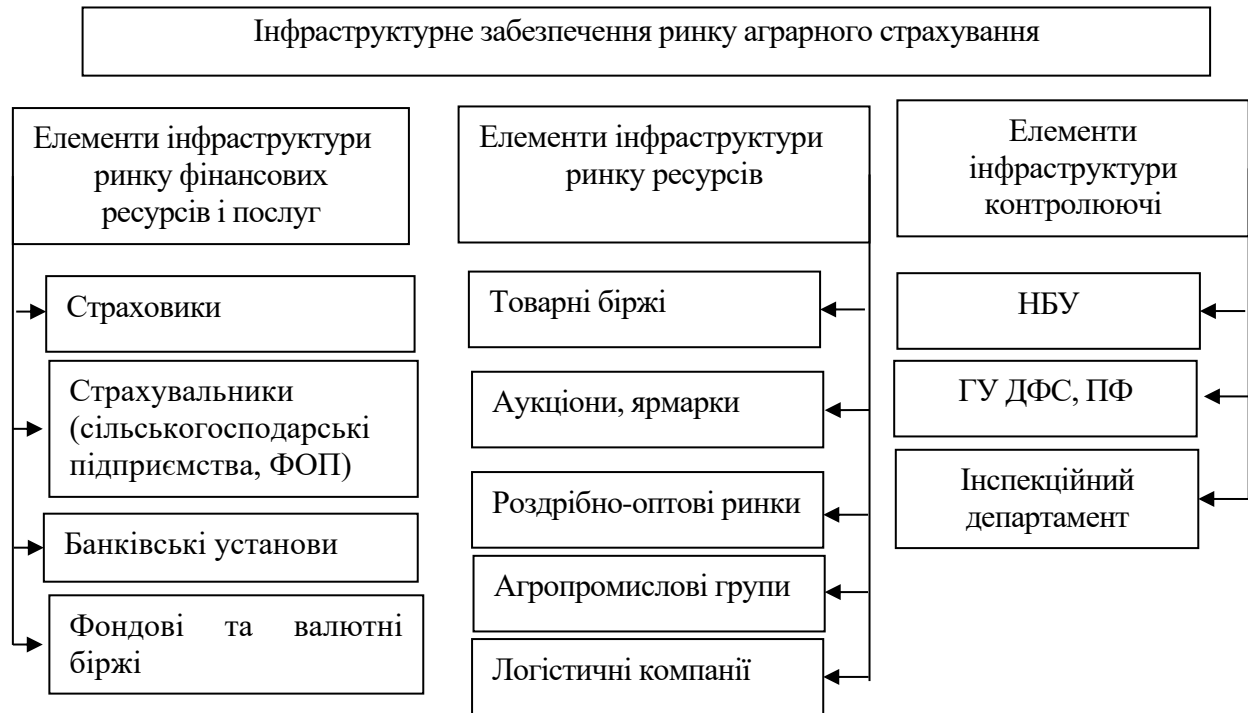 Інфраструктурне забезпечення ринку аграрного страхування
Елементи інфраструктури
ринку фінансових
ресурсів і послуг
Страховики
Страхувальники
(сільськогосподарські
підприємства, ФОП)
Банківські установи
Фондові та валютні
біржі
Елементи інфраструктури
ринку ресурсів
Товарні біржі
Аукціони, ярмарки
Роздрібно-оптові ринки
Агропромислові групи
Логістичні компанії
Елементи
інфраструктури
контролюючі
НБУ
ГУ ДФС, ПФ
Інспекційний
департамент